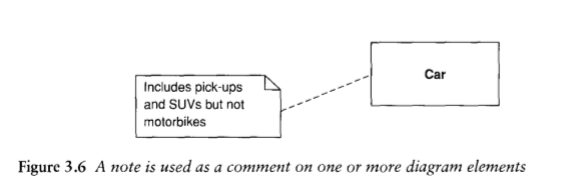 Car
Includes pick-ups
and SUVs but not
motorbikes
Figure 3.6 A note is used as a comment on one or more diagram elements